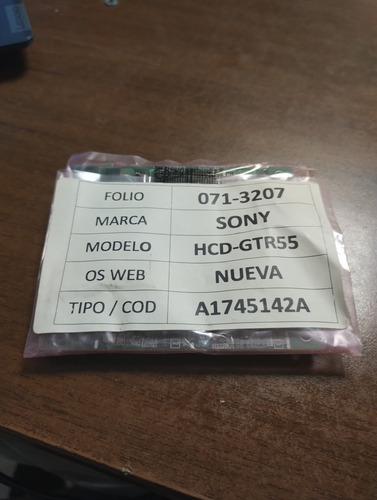 FOLIO 071-3207
MARCA SONY
MODELO HCD-GTR55
OS WEB NUEVA
TIPO / COD A1745142A